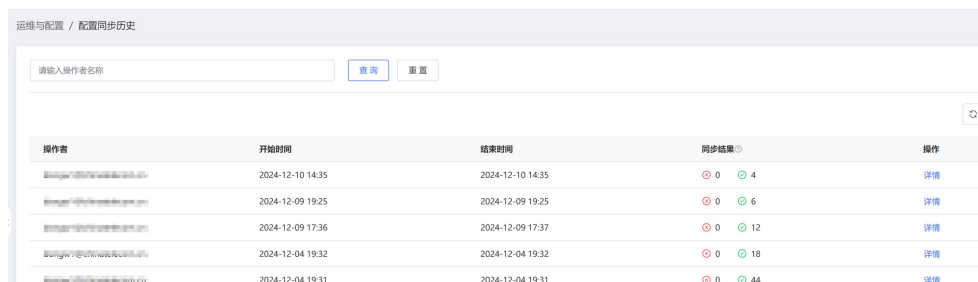 运维与配置 / 配置同步历史
请输入操作者名称 查 询 重 置
操作者 开始时间 结束时间 同步结果 操作
2024-12-10 14:35 2024-12-10 14:35 0 4 详情
2024-12-09 19:25 2024-12-09 19:25 0 6 详情
2024-12-09 17:36 2024-12-09 17:37 0 12 详情
2024-12-04 19:32 2024-12-04 19:32 0 18 详情
2024-12-04 19:31 2024-12-04 19:31 0 44 详情